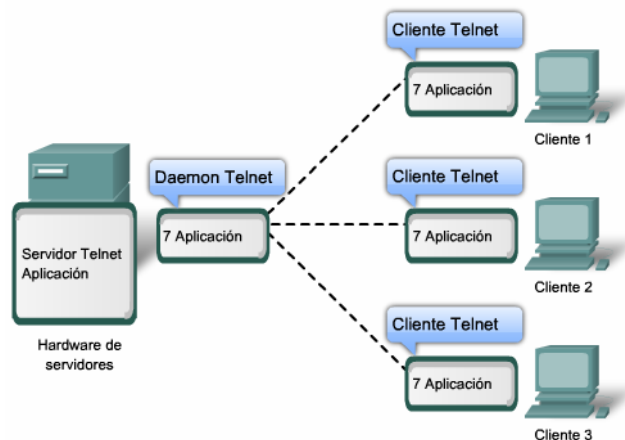 Cliente Telnet
7 Aplicación
Cliente 1
Daemon Telnet
7 Aplicación
Servidor Telnet
Aplicación
Hardware de
servidores
Cliente Telnet
7 Aplicación
Cliente 2
Cliente Telnet
7 Aplicación
Cliente 3